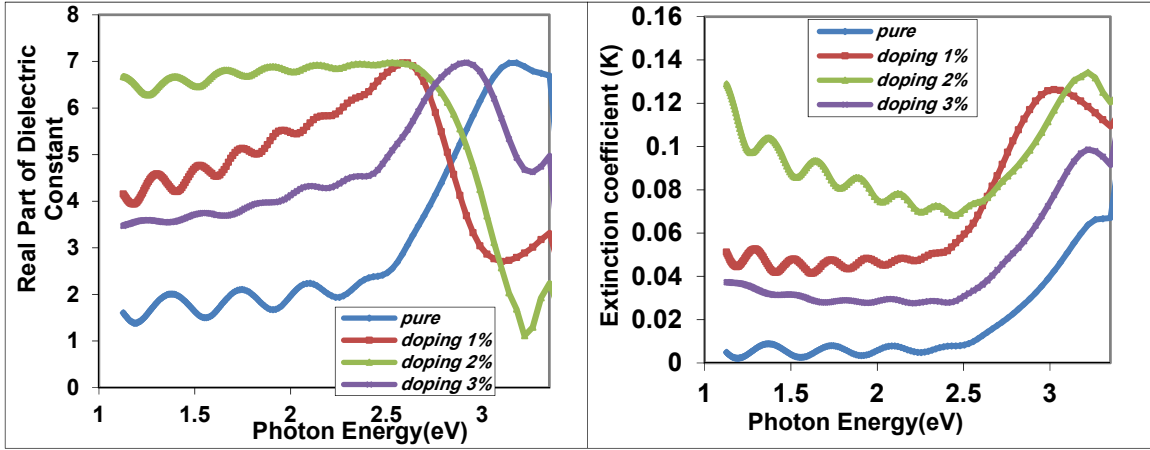 Real Part of Dielectric
Constant
8
7
6
5
4
3
2
1
0
1
1.5
2
2.5
3
Photon Energy(eV)
pure
doping 1%
doping 2%
doping 3%
Extinction coefficient (K)
0.16
0.14
0.12
0.1
0.08
0.06
0.04
0.02
0
1
1.5
2
2.5
3
Photon Energy(eV)
pure
doping 1%
doping 2%
doping 3%